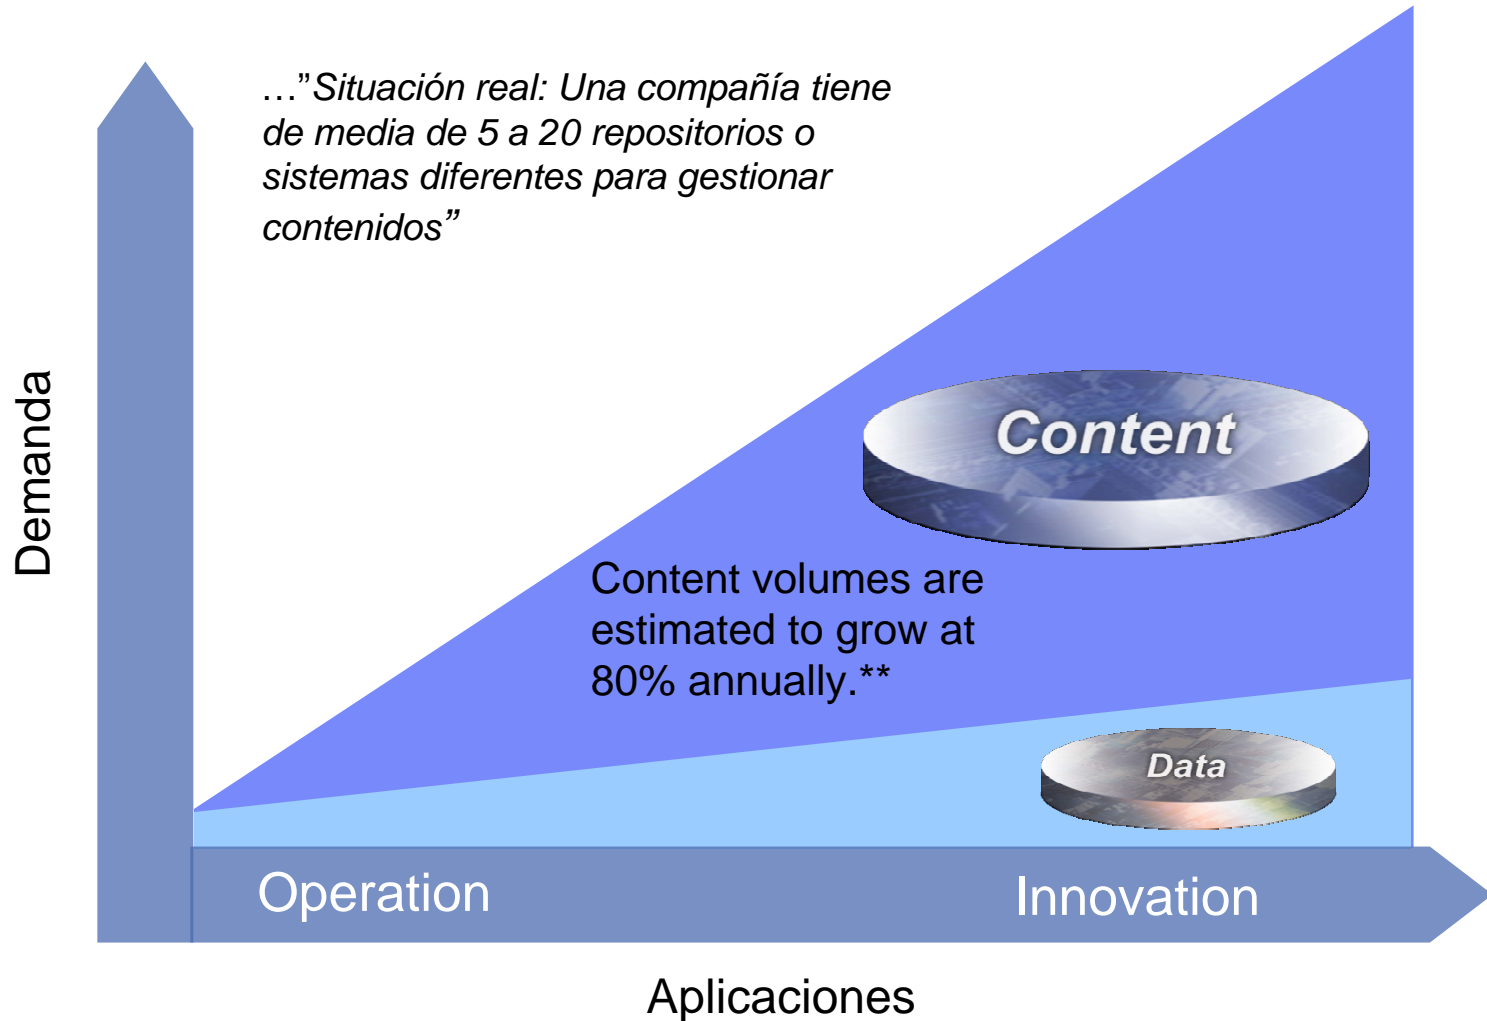 …”Situación real: Una compañía tiene
de media de 5 a 20 repositorios o
sistemas diferentes para gestionar
contenidos”
Demanda
Content
Content volumes are
estimated to grow at
80% annually.**
Data
Operation
Innovation
Aplicaciones